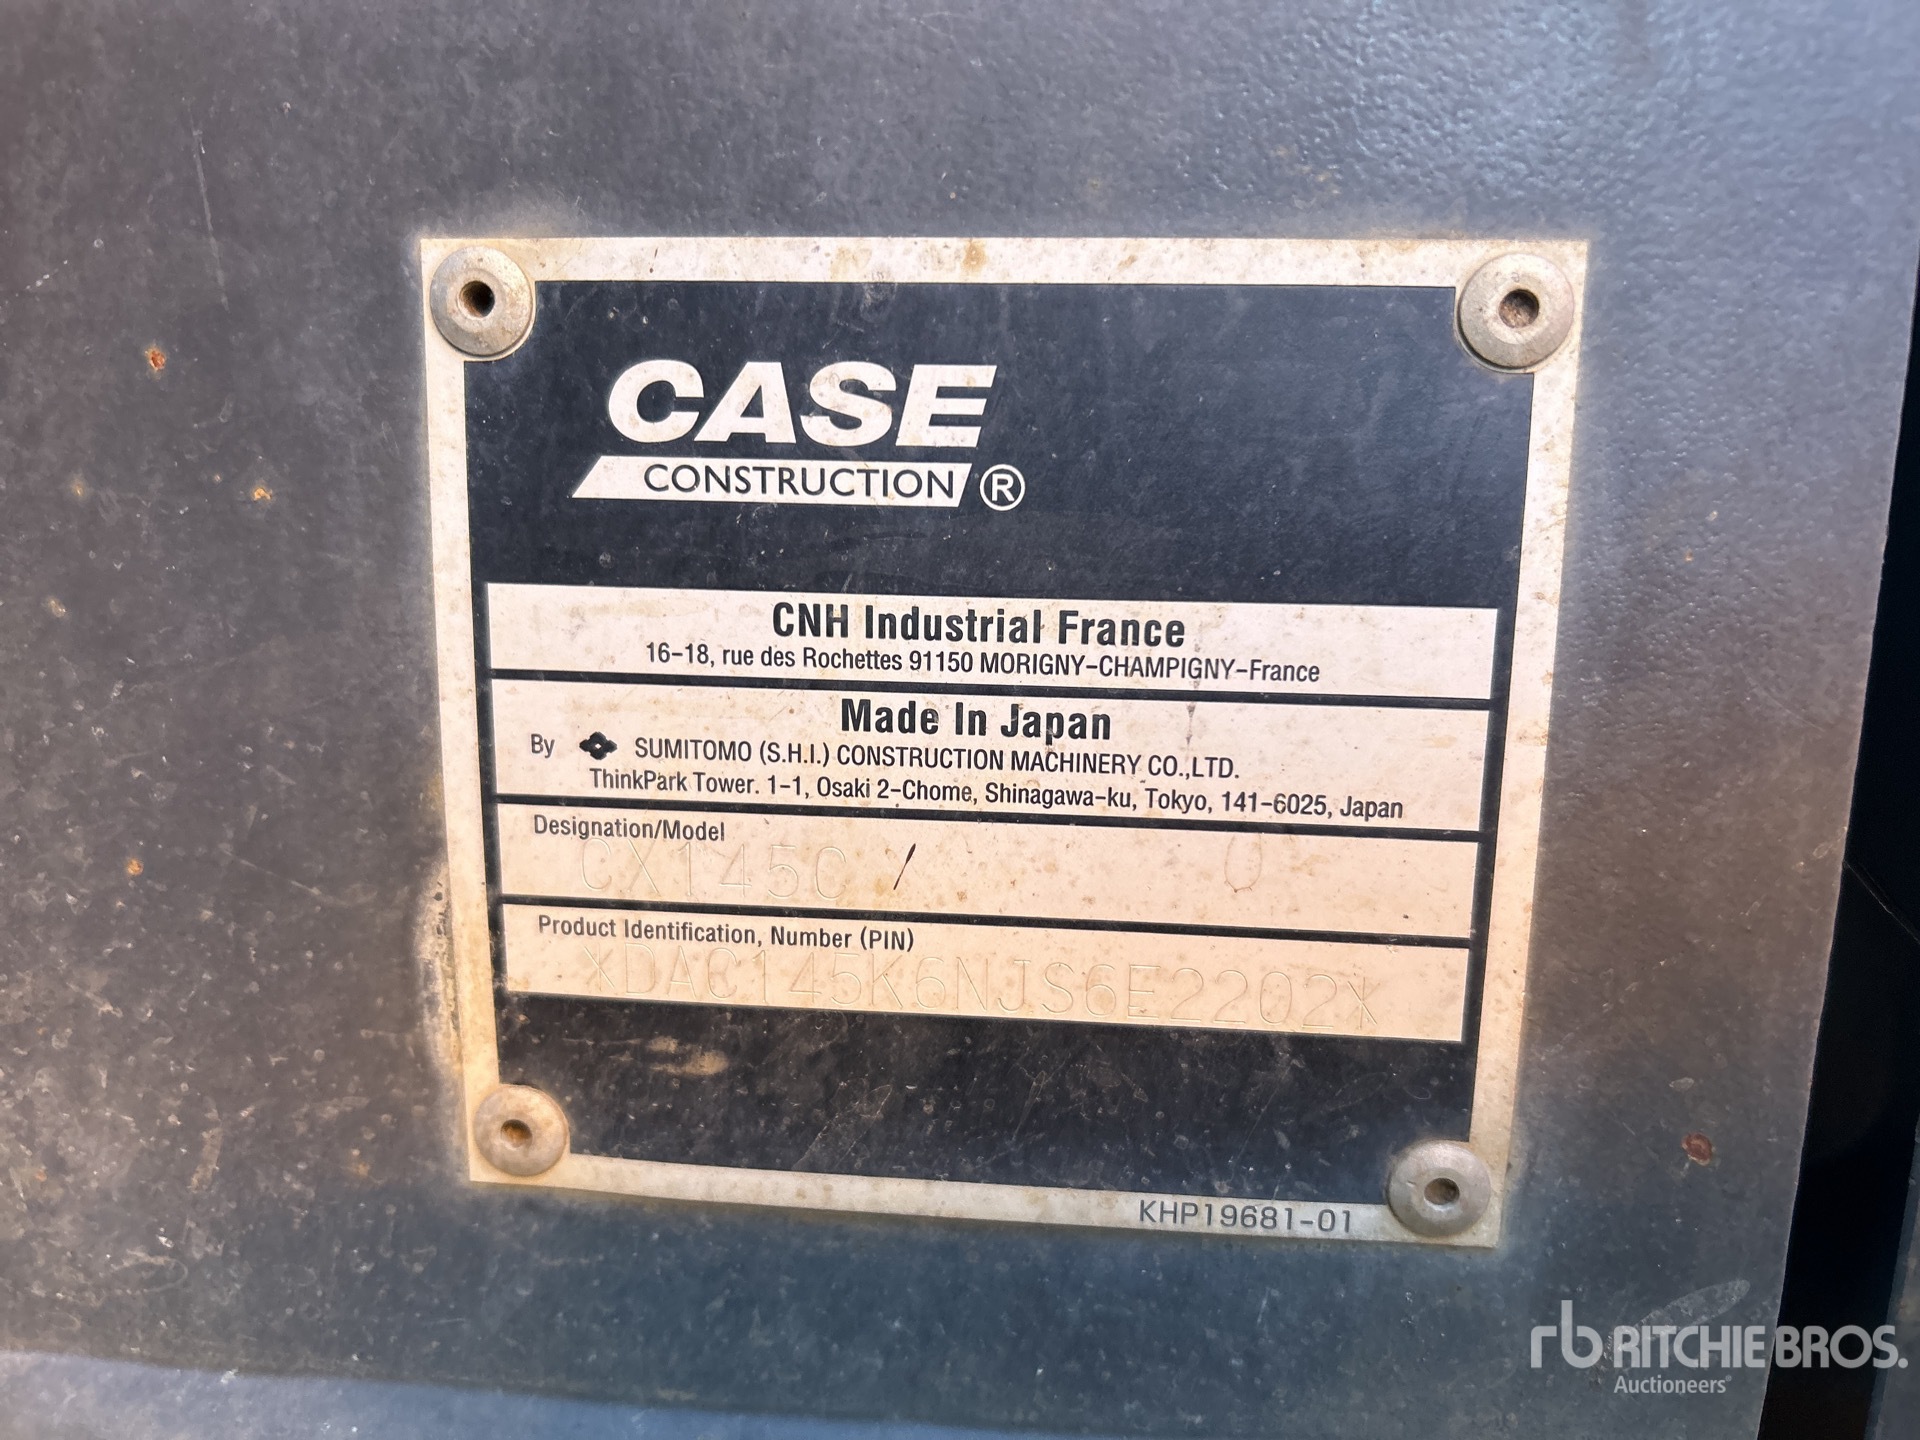 CASE
CONSTRUCTION ®
CNH Industrial France
16-18, rue des Rochettes 91150 MORIGNY-CHAMPIGNY-France
Made In Japan
By SUMITOMO (S.H.I.) CONSTRUCTION MACHINERY CO.,LTD.
ThinkPark Tower. 1-1, Osaki 2-Chome, Shinagawa-ku, Tokyo, 141-6025, Japan
Designation/Model
CX145C / 0
Product Identification, Number (PIN)
XDAC145K6NJS6E2202X
KHP19681-01
rb RITCHIE BROS.
Auctioneers